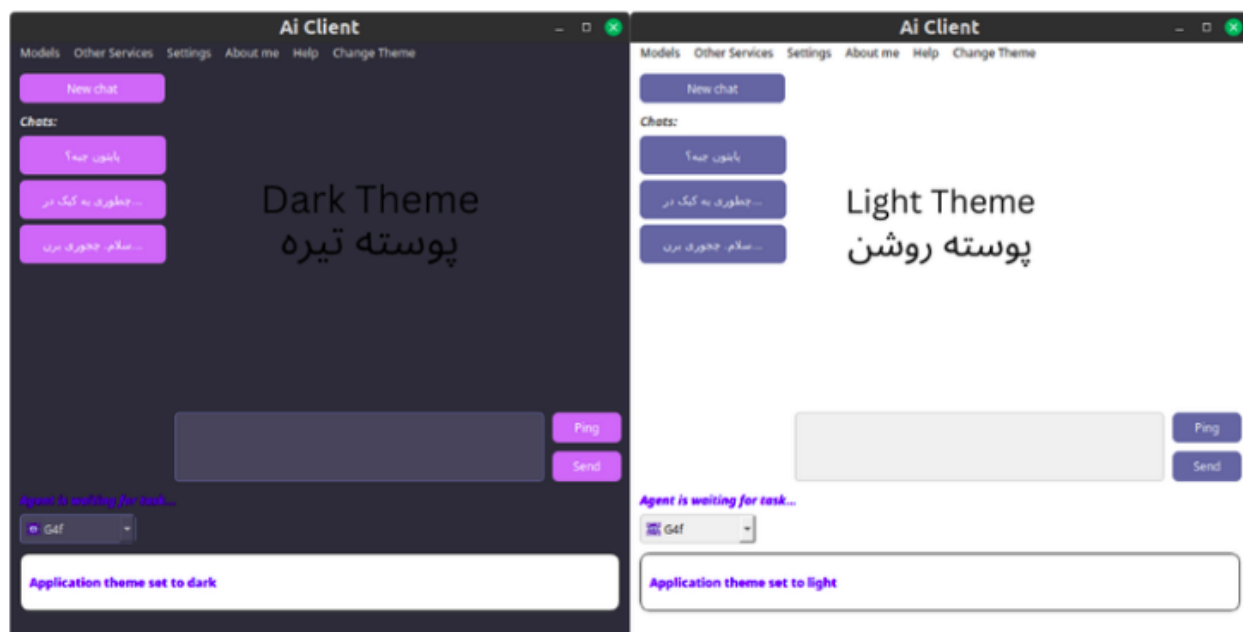 Ai Client
Models Other Services Settings About me Help Change Theme
New chat
Chats:
پایتون چیه؟
...چطوری یه کیک در
...سلام. چجوری برن
Dark Theme
پوسته تیره
Ping
Send
Agent is waiting for task...
G4f
Application theme set to dark
Ai Client
Models Other Services Settings About me Help Change Theme
New chat
Chats:
پایتون چیه؟
...چطوری یه کیک در
...سلام. چجوری برن
Light Theme
پوسته روشن
Ping
Send
Agent is waiting for task...
G4f
Application theme set to light